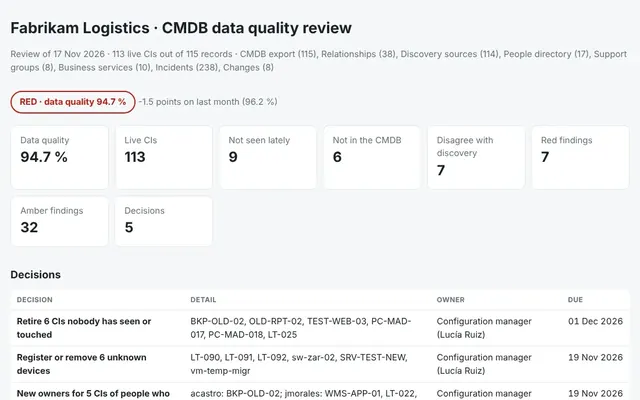 Fabrikam Logistics · CMDB data quality review
Review of 17 Nov 2026 · 113 live CIs out of 115 records · CMDB export (115), Relationships (38), Discovery sources (114), People directory (17), Support
groups (8), Business services (10), Incidents (238), Changes (8)
RED · data quality 94.7 % -1.5 points on last month (96.2 %)
Data quality
94.7 %
Live CIs
113
Not seen lately
9
Not in the CMDB
6
Disagree with
discovery
7
Red findings
7
Amber findings
32
Decisions
5
Decisions
DECISION DETAIL OWNER DUE
Retire 6 CIs nobody has seen or BKP-OLD-02, OLD-RPT-02, TEST-WEB-03, PC-MAD- Configuration manager 01 Dec 2026
touched 017, PC-MAD-018, LT-025 (Lucía Ruiz)
Register or remove 6 unknown LT-090, LT-091, LT-092, sw-zar-02, SRV-TEST-NEW, Configuration manager 19 Nov 2026
devices vm-temp-migr (Lucía Ruiz)
New owners for 5 CIs of people who acastro: BKP-OLD-02; jmorales: WMS-APP-01, LT-022, Configuration manager 19 Nov 2026